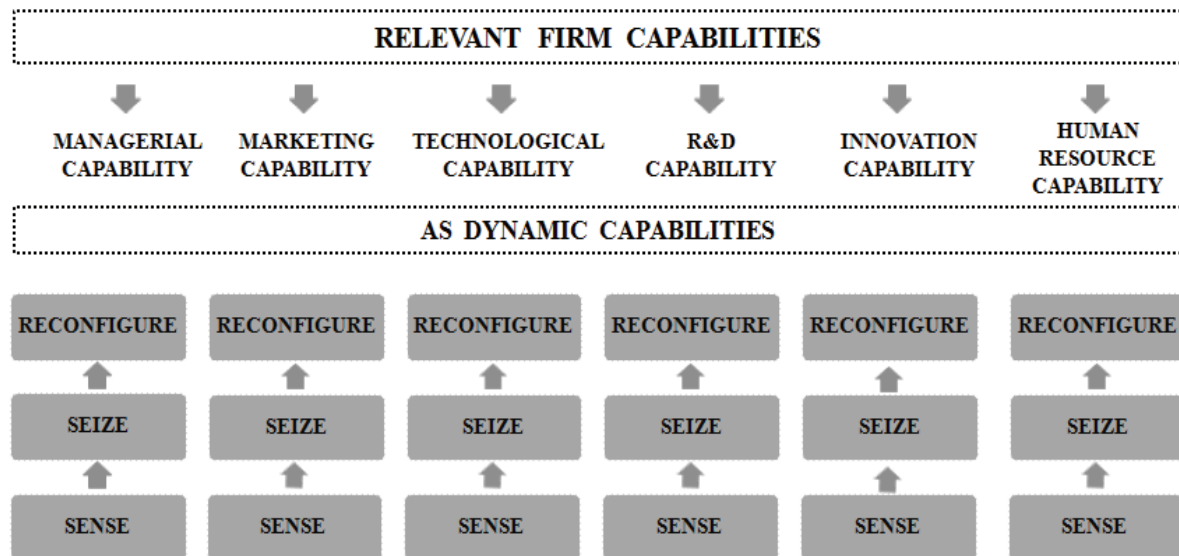 RELEVANT FIRM CAPABILITIES
MANAGERIAL
CAPABILITY
MARKETING
CAPABILITY
TECHNOLOGICAL
CAPABILITY
R&D
CAPABILITY
INNOVATION
CAPABILITY
HUMAN
RESOURCE
CAPABILITY
AS DYNAMIC CAPABILITIES
RECONFIGURE
RECONFIGURE
RECONFIGURE
RECONFIGURE
RECONFIGURE
RECONFIGURE
SEIZE
SEIZE
SEIZE
SEIZE
SEIZE
SEIZE
SENSE
SENSE
SENSE
SENSE
SENSE
SENSE